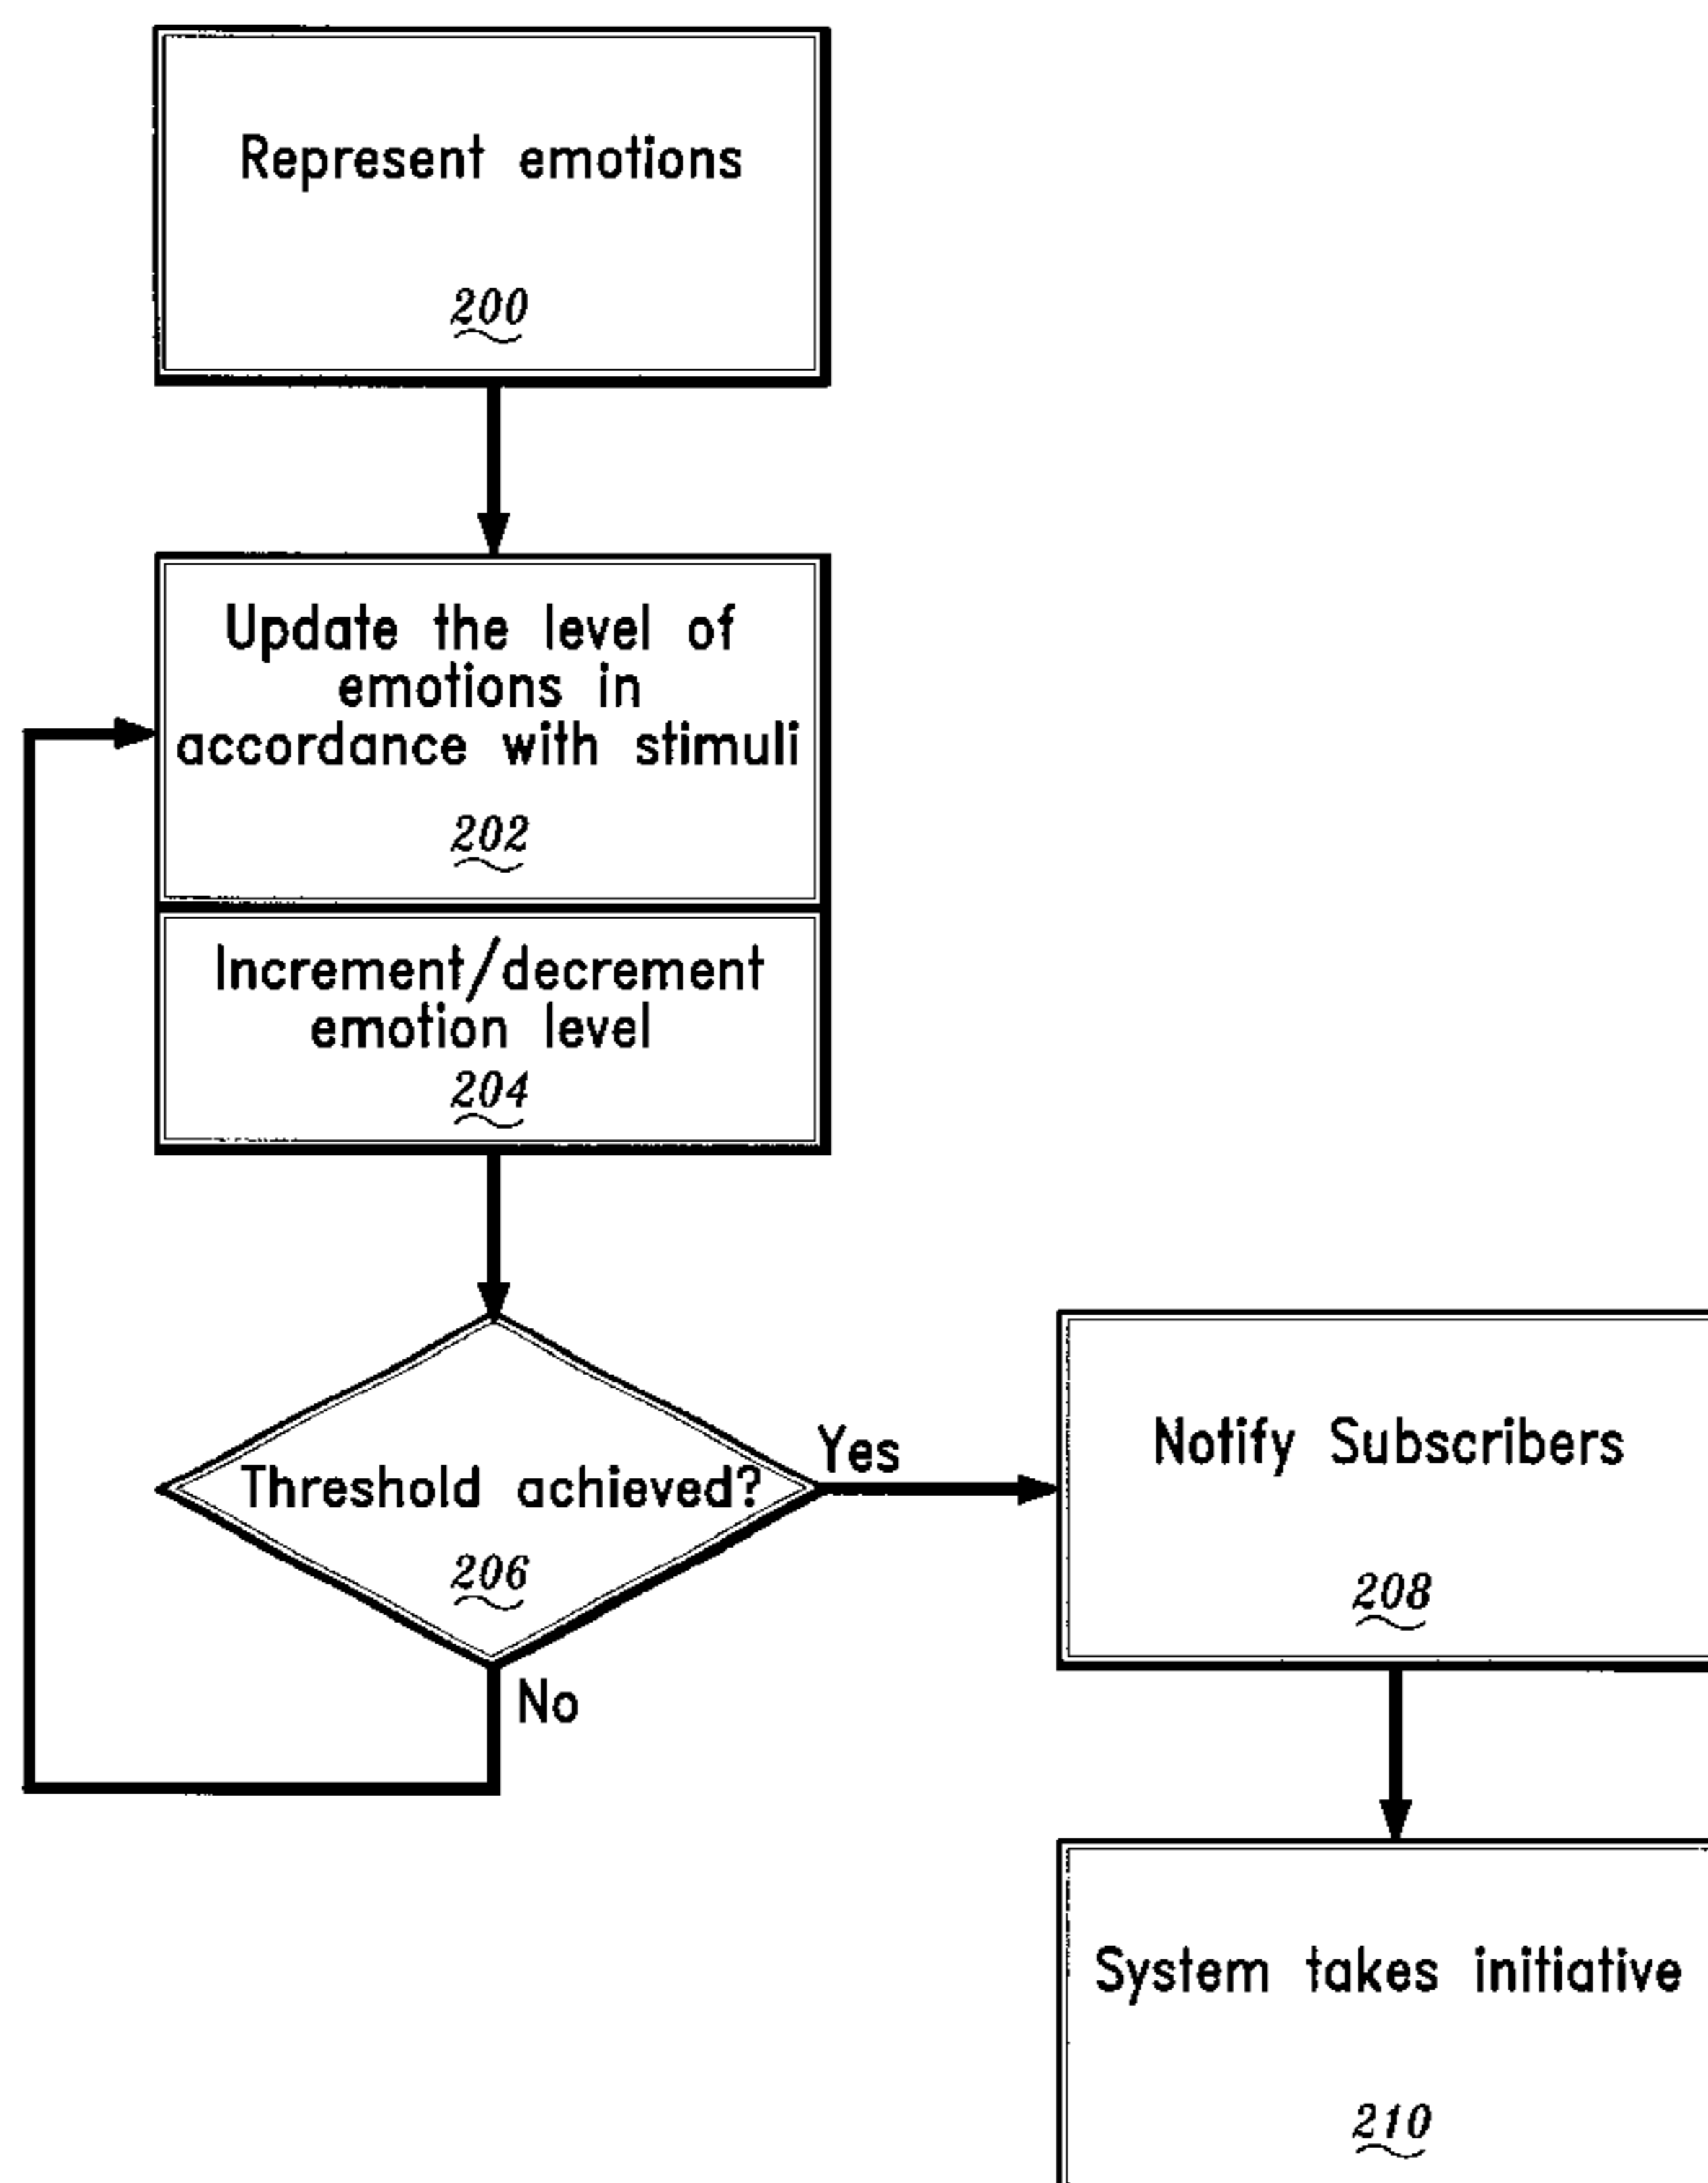 Represent emotions
200
Update the level of
emotions in
accordance with stimuli
202
Increment/decrement
emotion level
204
Threshold achieved?
206
Yes
No
Notify Subscribers
208
System takes initiative
210